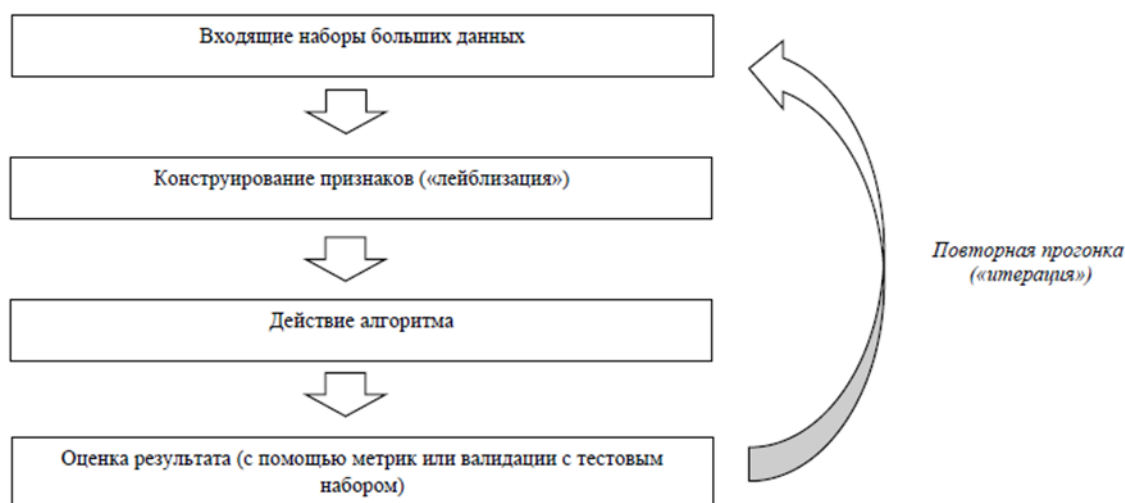 Входящие наборы больших данных
Конструирование признаков («лейблизация»)
Действие алгоритма
Оценка результата (с помощью метрик или валидации с тестовым
набором)
Повторная прогонка
(«итерация»)